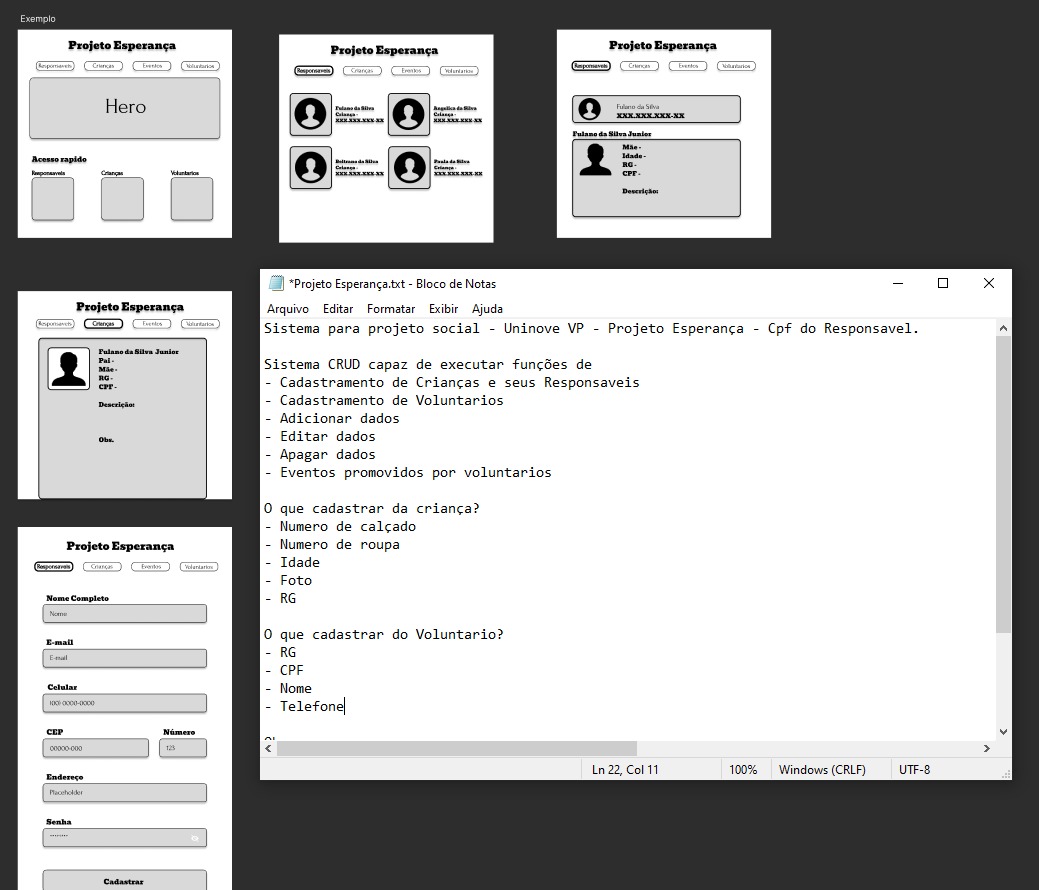 Exemplo
Projeto Esperança
Responsaveis Crianças Eventos Voluntarios
Hero
Acesso rapido
Responsaveis Crianças Voluntarios
Projeto Esperança
Responsaveis Crianças Eventos Voluntarios
Fulano da Silva
Criança -
XXX.XXX.XXX-XX
Angelica da Silva
Criança -
XXX.XXX.XXX-XX
Beltrano da Silva
Criança -
XXX.XXX.XXX-XX
Paula da Silva
Criança -
XXX.XXX.XXX-XX
Projeto Esperança
Responsaveis Crianças Eventos Voluntarios
Fulano da Silva
XXX.XXX.XXX-XX
Fulano da Silva Junior
Mãe -
Idade -
RG -
CPF -
Descrição:
Projeto Esperança
Responsaveis Crianças Eventos Voluntarios
Fulano da Silva Junior
Pai -
Mãe -
RG -
CPF -
Descrição:
Obs.
Projeto Esperança
Responsaveis Crianças Eventos Voluntarios
Nome Completo
Nome
E-mail
E-mail
Celular
(00) 0000-0000
CEP Número
00000-000 123
Endereço
Placeholder
Senha
********
Cadastrar
*Projeto Esperança.txt - Bloco de Notas
Arquivo Editar Formatar Exibir Ajuda
Sistema para projeto social - Uninove VP - Projeto Esperança - Cpf do Responsavel.
Sistema CRUD capaz de executar funções de
- Cadastramento de Crianças e seus Responsaveis
- Cadastramento de Voluntarios
- Adicionar dados
- Editar dados
- Apagar dados
- Eventos promovidos por voluntarios
O que cadastrar da criança?
- Numero de calçado
- Numero de roupa
- Idade
- Foto
- RG
O que cadastrar do Voluntario?
- RG
- CPF
- Nome
- Telefone
Ln 22, Col 11 100% Windows (CRLF) UTF-8